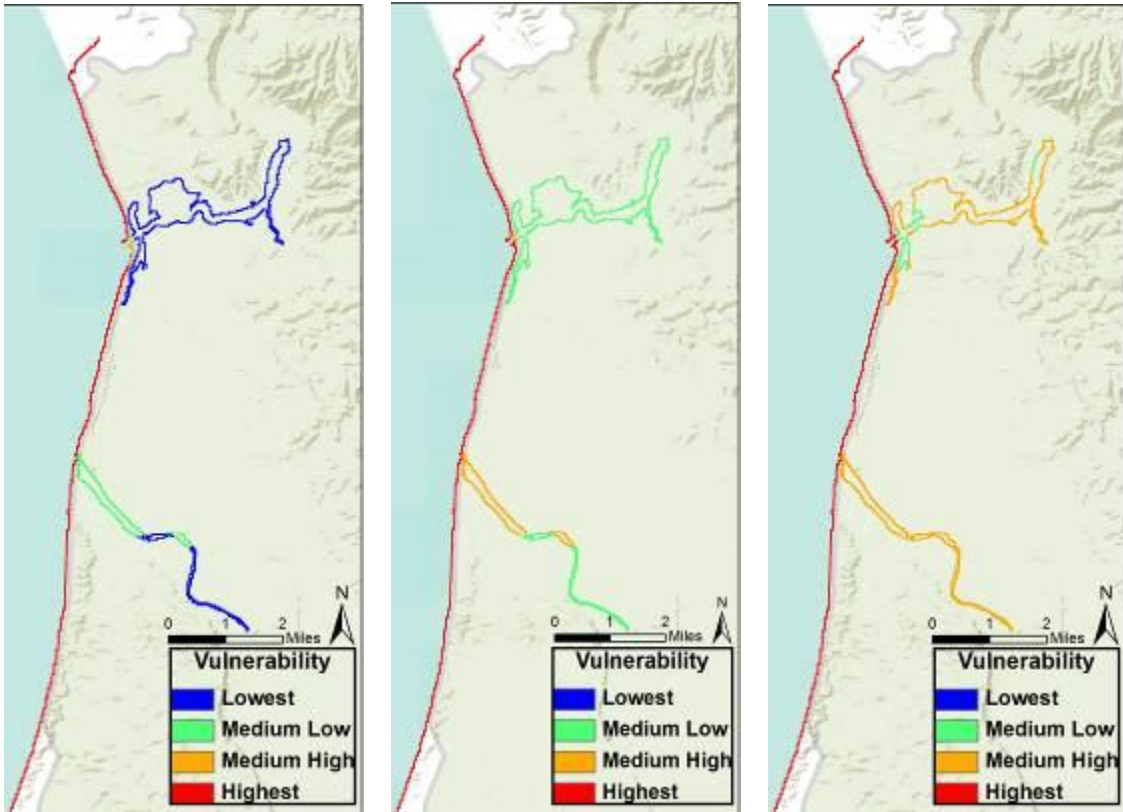 N
0 1 2
Miles
Vulnerability
Lowest
Medium Low
Medium High
Highest
N
0 1 2
Miles
Vulnerability
Lowest
Medium Low
Medium High
Highest
N
0 1 2
Miles
Vulnerability
Lowest
Medium Low
Medium High
Highest